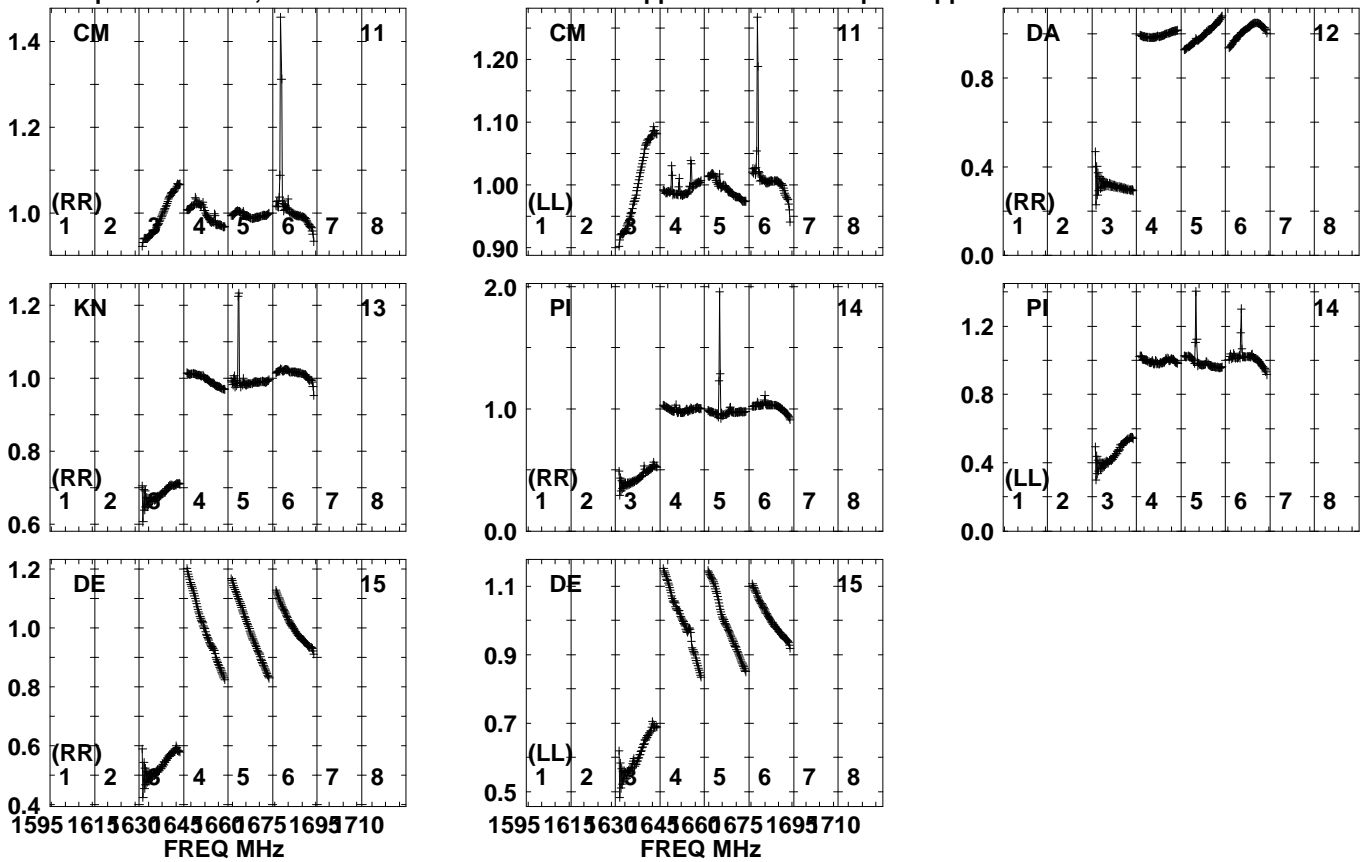 CM 11
1.4
1.2
1.0
(RR)
1 2 3 4 5 6 7 8
CM 11
1.20
1.10
1.00
0.90
(LL)
1 2 3 4 5 6 7 8
DA 12
0.8
0.4
0.0
(RR)
1 2 3 4 5 6 7 8
KN 13
1.2
1.0
0.8
0.6
(RR)
1 2 3 4 5 6 7 8
PI 14
2.0
1.0
0.0
(RR)
1 2 3 4 5 6 7 8
PI 14
1.2
0.8
0.4
0.0
(LL)
1 2 3 4 5 6 7 8
DE 15
1.2
1.0
0.8
0.6
0.4
(RR)
1 2 3 4 5 6 7 8
1595 1615 1630 1645 1660 1675 1695 1710
FREQ MHz
DE 15
1.1
0.9
0.7
0.5
(LL)
1 2 3 4 5 6 7 8
1595 1615 1630 1645 1660 1675 1695 1710
FREQ MHz